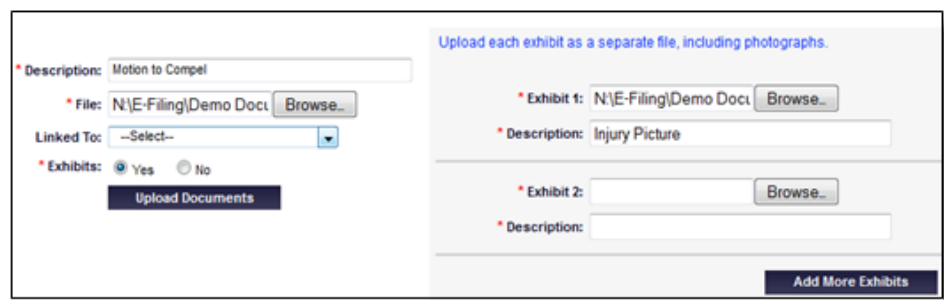 * Description: Motion to Compel
* File: N:\E-Filing\Demo Docu Browse...
Linked To: --Select--
* Exhibits: Yes No
Upload Documents
Upload each exhibit as a separate file, including photographs.
* Exhibit 1: N:\E-Filing\Demo Docu Browse...
* Description: Injury Picture
* Exhibit 2: Browse...
* Description:
Add More Exhibits